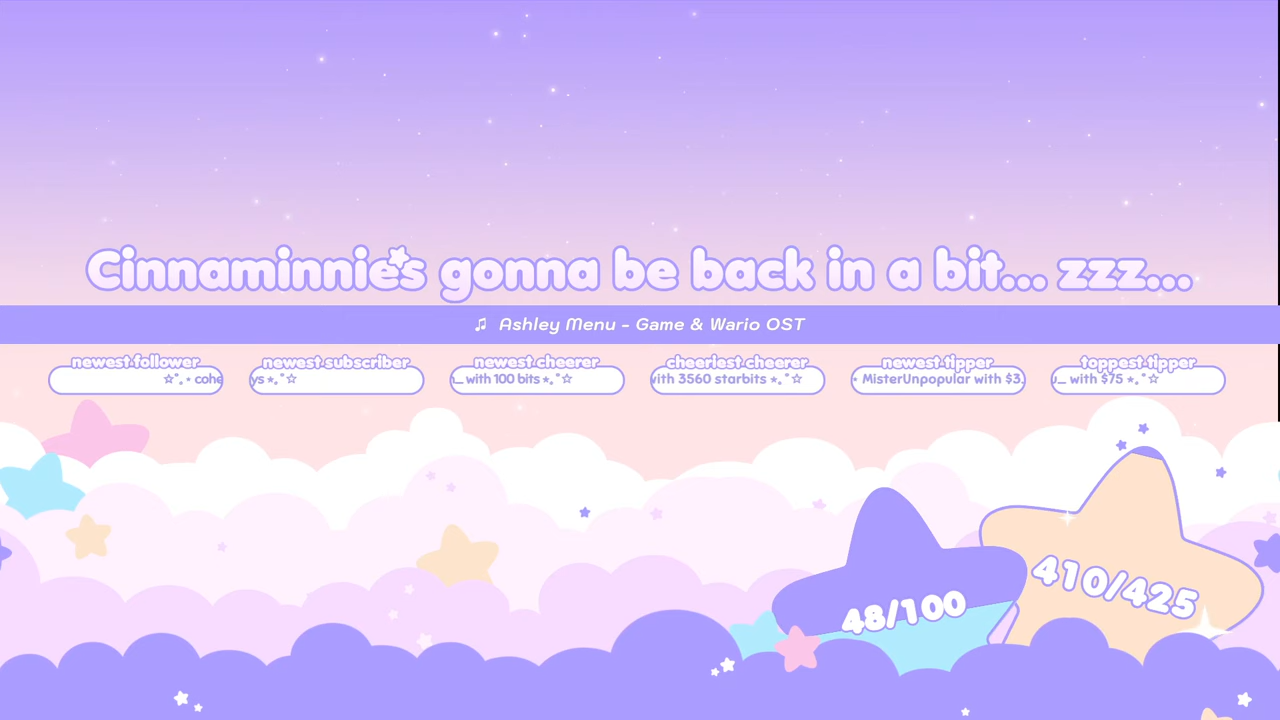 Cinnaminnie's gonna be back in a bit... zzz...
♫ Ashley Menu - Game & Wario OST
newest follower newest subscriber newest cheerer cheeriest cheerer newest tipper toppest tipper
☆˚｡⋆ cohe ys ⋆｡˚☆ _ with 100 bits ⋆｡˚☆ with 3560 starbits ⋆｡˚☆ ⋆ MisterUnpopular with $3. _ with $75 ⋆｡˚☆
410/425
48/100